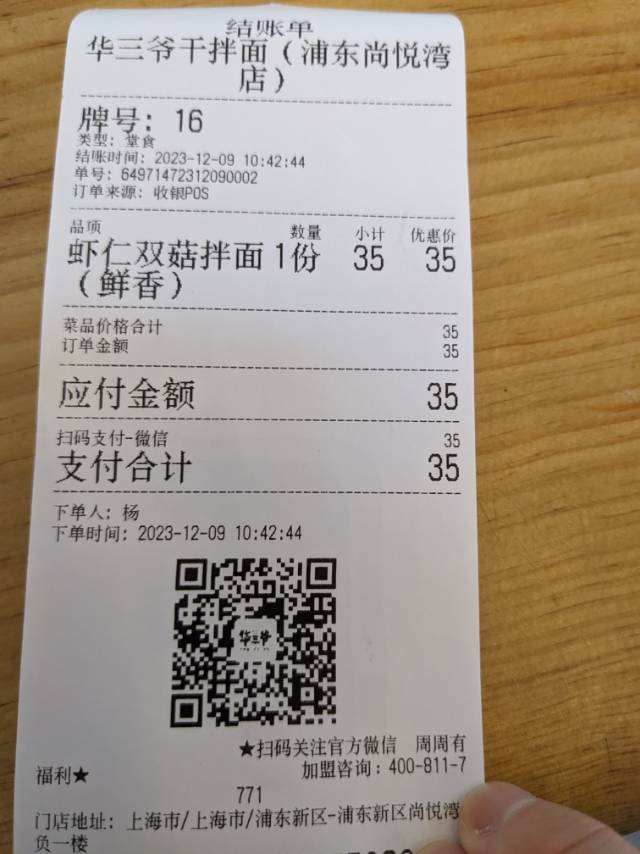 结账单
华三爷干拌面（浦东尚悦湾
店）
牌号：16
类型：堂食
结账时间：2023-12-09 10:42:44
单号：64971472312090002
订单来源：收银POS
品项 数量 小计 优惠价
虾仁双菇拌面 1份 35 35
（鲜香）
菜品价格合计 35
订单金额 35
应付金额 35
扫码支付-微信 35
支付合计 35
下单人：杨
下单时间：2023-12-09 10:42:44
华三爷
★扫码关注官方微信 周周有
福利★ 加盟咨询：400-811-7
771
门店地址：上海市/上海市/浦东新区-浦东新区尚悦湾
负一楼